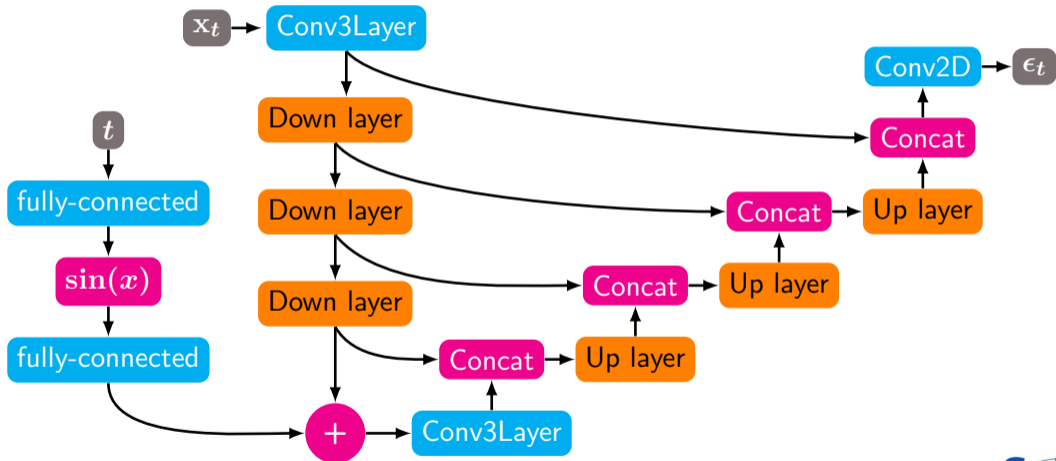 x_t
Conv3Layer
Conv2D
ϵ_t
Down layer
t
Concat
fully-connected
Down layer
Concat
Up layer
sin(x)
Down layer
Concat
Up layer
fully-connected
Concat
Up layer
+
Conv3Layer